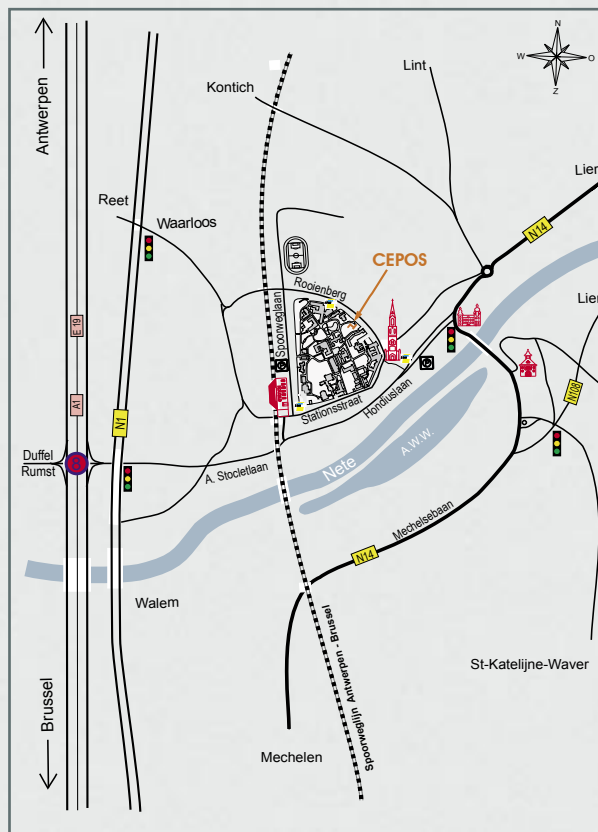 N
W
O
Z
Antwerpen
Lint
Kontich
Lier
N14
Reet
Waarloos
CEPOS
Rooienberg
Spoorweglaan
Lier
E 19
N108
A1
N1
Stationsstraat
Hondiuslaan
Duffel
Rumst
A. Stocletlaan
Nete
A.W.W.
Mechelsebaan
N14
Walem
St-Katelijne-Waver
Brussel
Spoorweglijn Antwerpen - Brussel
Mechelen